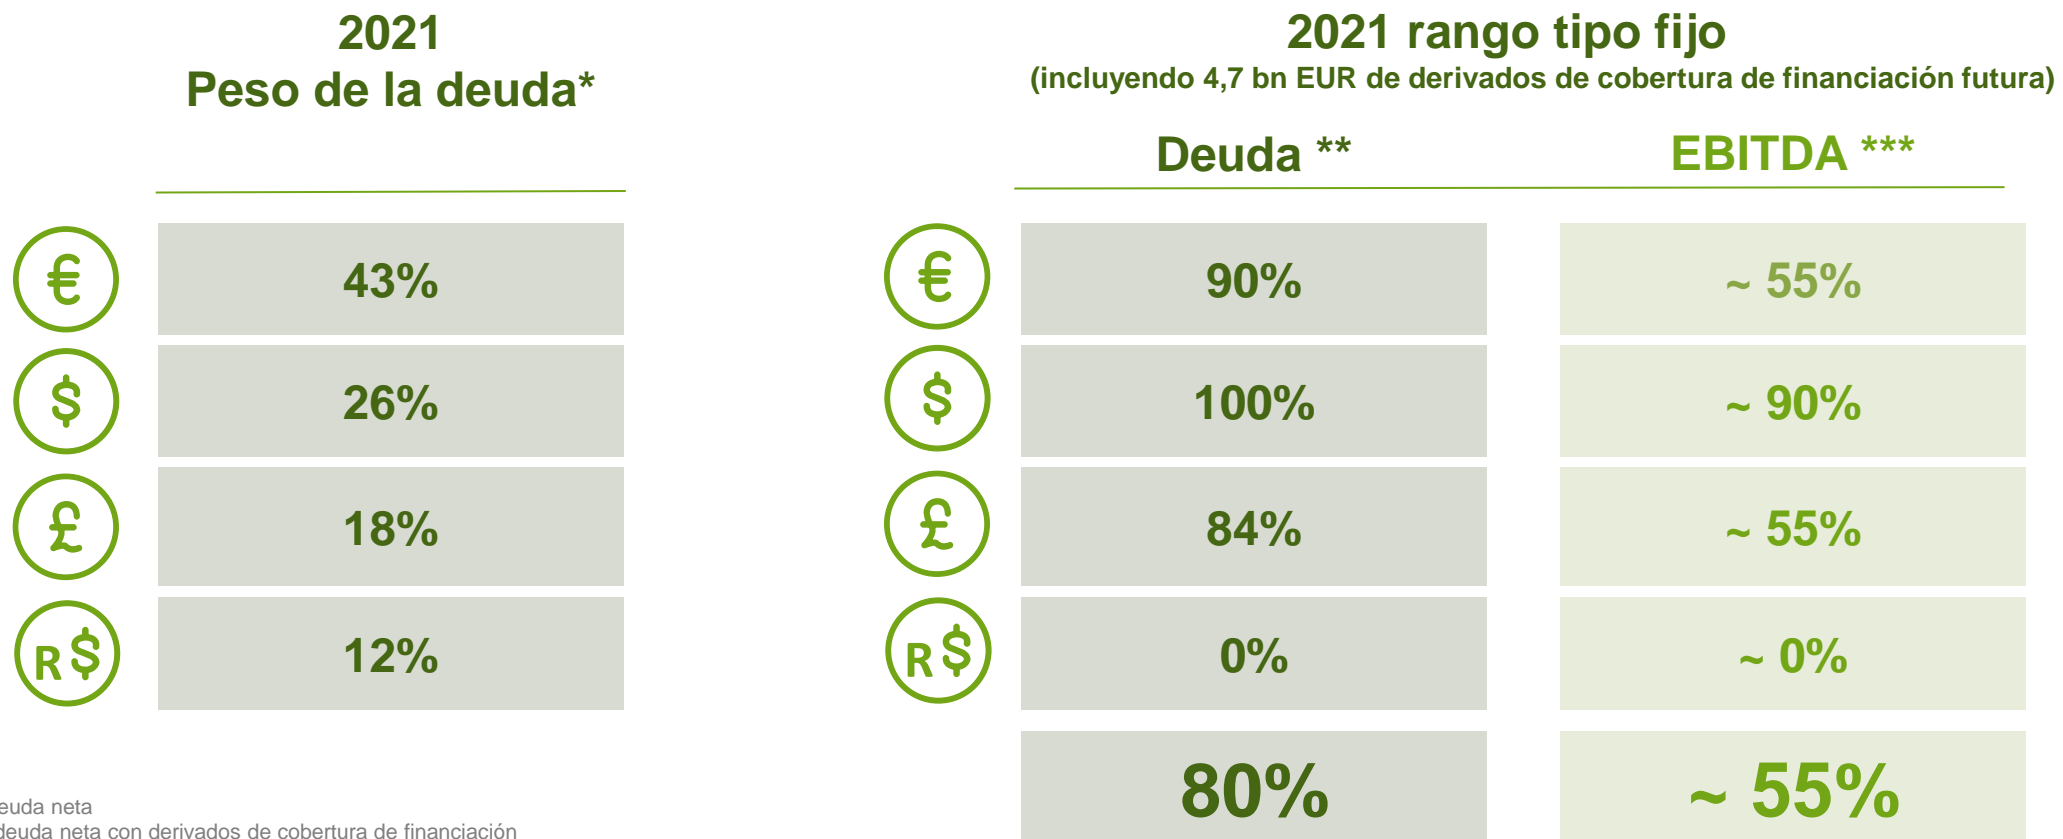 2021
Peso de la deuda*
2021 rango tipo fijo
(incluyendo 4,7 bn EUR de derivados de cobertura de financiación futura)
Deuda ** EBITDA ***
€ 43% € 90% ~ 55%
$ 26% $ 100% ~ 90%
£ 18% £ 84% ~ 55%
R$ 12% R$ 0% ~ 0%
80% ~ 55%
neta
deuda neta con derivados de cobertura de financiación